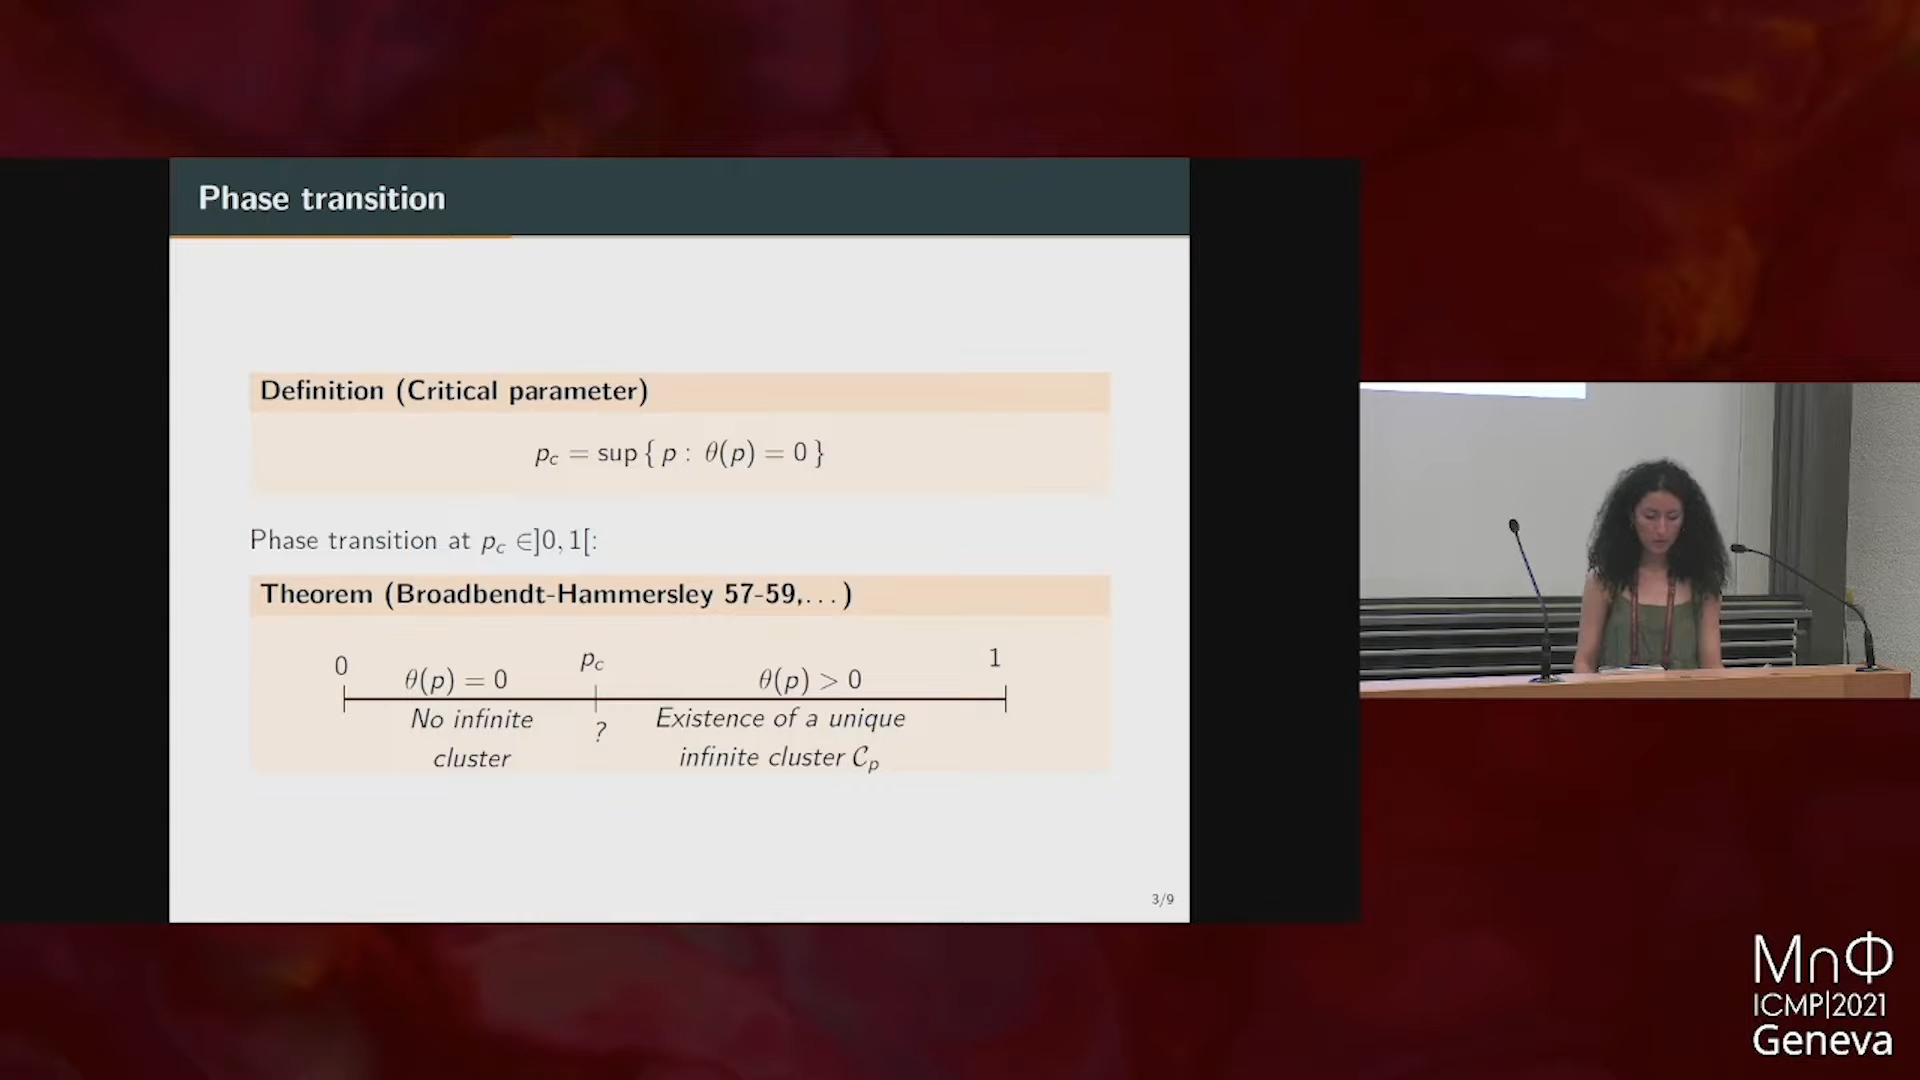 Phase transition
Definition (Critical parameter)
p_c = sup { p : θ(p) = 0 }
Phase transition at p_c ∈]0, 1[:
Theorem (Broadbendt-Hammersley 57-59,...)
0 p_c 1
θ(p) = 0 θ(p) > 0
No infinite ? Existence of a unique
cluster infinite cluster 𝒞_p
3/9
M∩Φ
ICMP|2021
Geneva